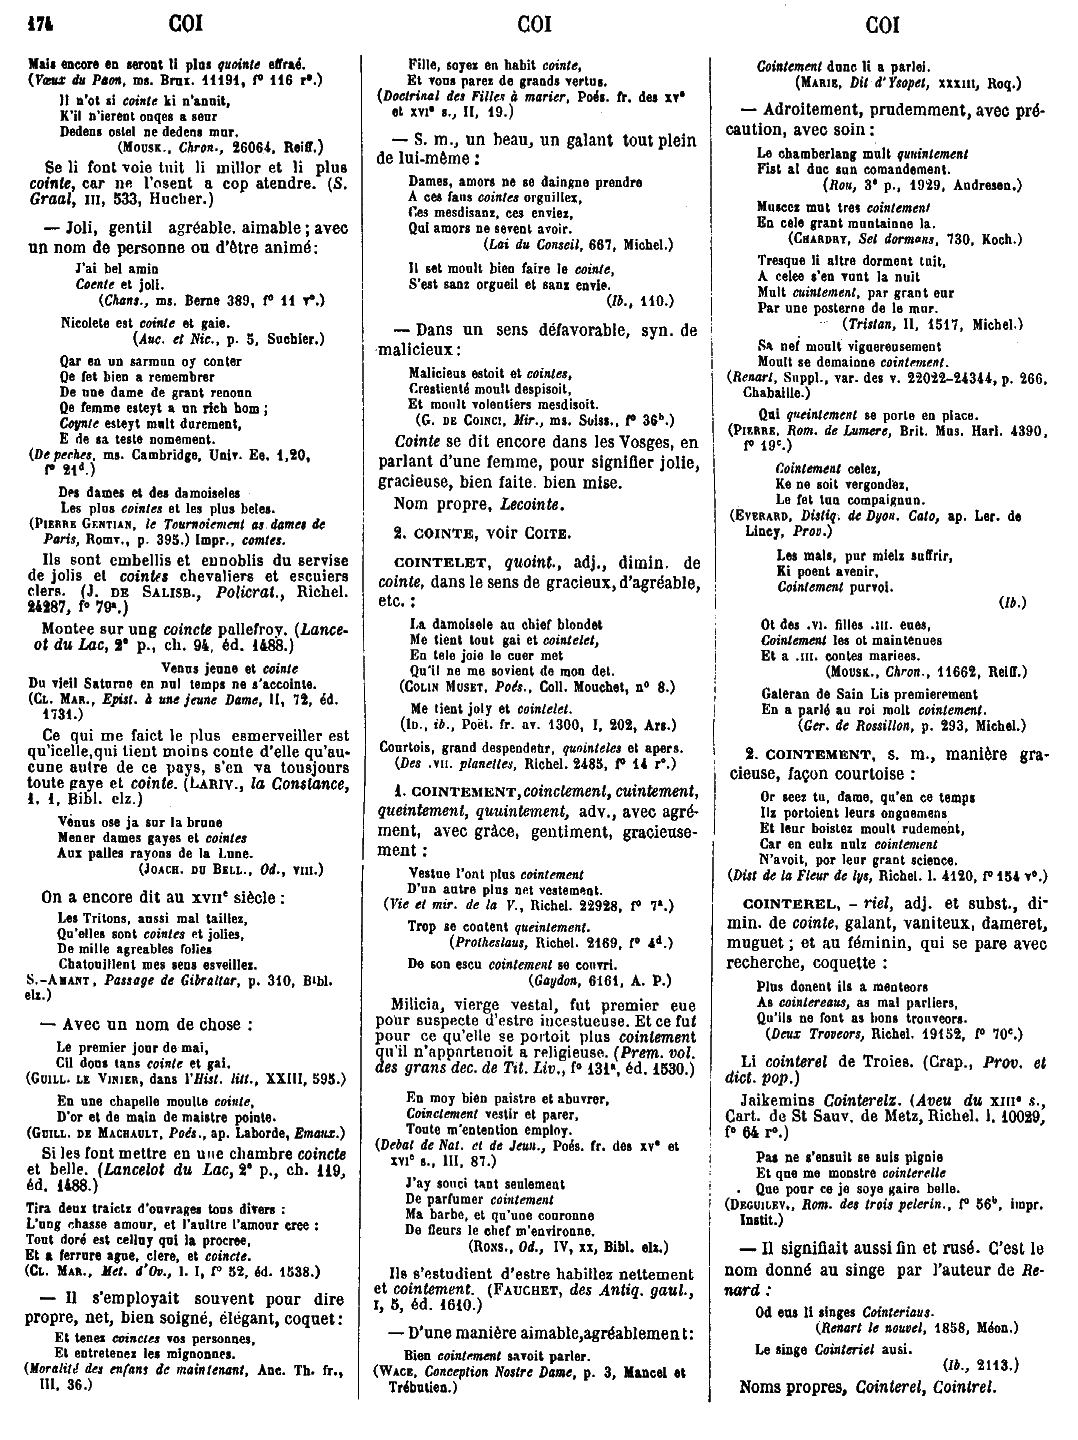 174 COI COI COI
Mais encore en seront li plus quointe effraé.
(Vœux du Paon, ms. Brux. 11191, f° 116 r°.)
Il n'ot si cointe ki n'anuit,
K'il n'ierent onqes a seur
Dedens ostel ne dedens mur.
(Mousk., Chron., 26064, Reiff.)
Se li font voie tuit li millor et li plus
cointe, car ne l'osent a cop atendre. (S.
Graal, III, 533, Hucher.)
— Joli, gentil agréable, aimable; avec
un nom de personne ou d'être animé:
J'ai bel amin
Coente et joli.
(Chans., ms. Berne 389, f° 11 v°.)
Nicolete est cointe et gaie.
(Auc. et Nic., p. 5, Suchier.)
Qar en un sarmun oy conter
Qe fet bien a remembrer
De une dame de grant renoun
Qe femme esteyt a un rich hom;
Coynte esteyt mult durement,
E de sa teste nomement.
(De peches, ms. Cambridge, Univ. Ee. 1,20,
f° 21d.)
Des dames et des damoiseles
Les plus cointes et les plus beles.
(Pierre Gentian, le Tournoiement as dames de
Paris, Romv., p. 395.) Impr., comtes.
Ils sont embellis et ennoblis du servise
de jolis et cointes chevaliers et escuiers
clers. (J. de Salisb., Policrat., Richel.
24287, f° 79a.)
Montee sur ung coincte pallefroy. (Lance-
ot du Lac, 2e p., ch. 94, éd. 1488.)
Venus jeune et cointe
Du vieil Saturne en nul temps ne s'accointe.
(Cl. Mar., Epist. à une jeune Dame, II, 72, éd.
1731.)
Ce qui me faict le plus esmerveiller est
qu'icelle,qui tient moins conte d'elle qu'au-
cune autre de ce pays, s'en va tousjours
toute gaye et cointe. (Lariv., la Constance,
I, 1, Bibl. elz.)
Vénus ose ja sur la brune
Mener dames gayes et cointes
Aux palles rayons de la Lune.
(Joach. du Bell., Od., VIII.)
On a encore dit au XVIIe siècle :
Les Tritons, aussi mal taillez,
Qu'elles sont cointes et jolies,
De mille agreables folies
Chatouillent mes sens esveillez.
S.-Amant, Passage de Gibraltar, p. 310, Bibl.
elz.)
— Avec un nom de chose :
Le premier jour de mai,
Cil dous tans cointe et gai.
(Guill. le Vinier, dans l'Hist. litt., XXIII, 595.)
En une chapelle moulte cointe,
D'or et de main de maistre pointe.
(Guill. de Machault, Poés., ap. Laborde, Emaux.)
Si les font mettre en une chambre coincte
et belle. (Lancelot du Lac, 2e p., ch. 119,
éd. 1488.)
Tira deux traictz d'ouvrages tous divers :
L'ung chasse amour, et l'aultre l'amour cree :
Tout doré est celluy qui la procree,
Et a ferrure ague, clere, et coincte.
(Cl. Mar., Met. d'Ov., l. I, f° 52, éd. 1538.)
— Il s'employait souvent pour dire
propre, net, bien soigné, élégant, coquet:
Et tenez coinctes vos personnes,
Et entretenez les mignonnes.
(Moralité des enfans de maintenant, Anc. Th. fr.,
III, 36.)
Fille, soyez en habit cointe,
Et vous parez de grands vertus.
(Doctrinal des Filles à marier, Poés. fr. des XVe
et XVIe s., II, 19.)
— S. m., un beau, un galant tout plein
de lui-même :
Dames, amors ne se daingne prendre
A ces faus cointes orguillex,
Ces mesdisanz, ces enviez,
Qui amors ne sevent avoir.
(Lai du Conseil, 667, Michel.)
Il set moult bien faire le cointe,
S'est sanz orgueil et sanz envie.
(Ib., 110.)
— Dans un sens défavorable, syn. de
malicieux :
Malicieus estoit et cointes,
Crestienté moult despisoit,
Et moult volentiers mesdisoit.
(G. de Coinci, Mir., ms. Soiss., f° 36b.)
Cointe se dit encore dans les Vosges, en
parlant d'une femme, pour signifier jolie,
gracieuse, bien faite. bien mise.
Nom propre, Lecointe.
2. COINTE, voir Coite.
COINTELET, quoint., adj., dimin. de
cointe, dans le sens de gracieux, d'agréable,
etc. :
La damoisele au chief blondet
Me tient tout gai et cointelet,
En tele joie le cuer met
Qu'il ne me sovient de mon det.
(Colin Muset, Poés., Coll. Mouchet, n° 8.)
Me tient joly et cointelet.
(Id., ib., Poët. fr. av. 1300, I, 202, Ars.)
Courtois, grand despendeur, quointeles et apers.
(Des .VII. planettes, Richel. 2485, f° 14 r°.)
1. COINTEMENT, coinctement, cuintement,
queintement, quuintement, adv., avec agré-
ment, avec grâce, gentiment, gracieuse-
ment :
Vestue l'ont plus cointement
D'un autre plus net vestement.
(Vie et mir. de la V., Richel. 22928, f° 7a.)
Trop se content queintement.
(Protheslaus, Richel. 2169, f° 4d.)
De son escu cointement se couvri.
(Gaydon, 6161, A. P.)
Milicia, vierge vestal, fut premier eue
pour suspecte d'estre incestueuse. Et ce fut
pour ce qu'elle se portoit plus cointement
qu'il n'appartenoit a religieuse. (Prem. vol.
des grans dec. de Tit. Liv., f° 131a, éd. 1530.)
En moy bien paistre et abuvrer,
Coinctement vestir et parer,
Toute m'entention employ.
(Debat de Nat. et de Jeun., Poés. fr. des XVe et
XVIe s., III, 87.)
J'ay souci tant seulement
De parfumer cointement
Ma barbe, et qu'une couronne
De fleurs le chef m'environne.
(Rons., Od., IV, XX, Bibl. elz.)
Ils s'estudient d'estre habillez nettement
et cointement. (Fauchet, des Antiq. gaul.,
I, 5, éd. 1610.)
— D'une manière aimable,agréablement:
Bien cointement savoit parler.
(Wace, Conception Nostre Dame, p. 3, Mancel et
Trébutien.)
Cointement dunc li a parlei.
(Marie, Dit d'Ysopet, XXXIII, Roq.)
— Adroitement, prudemment, avec pré-
caution, avec soin :
Le chamberlang mult quuintement
Fist al duc sun comandement.
(Rou, 3e p., 1929, Andresen.)
Muscez mut tres cointement
En cele grant muntainne la.
(Chardry, Set dormans, 730, Koch.)
Tresque li altre dorment tuit,
A celee s'en vunt la nuit
Mult cuintement, par grant eur
Par une posterne de le mur.
(Tristan, II, 1517, Michel.)
Sa nef moult viguereusement
Moult se demaione cointement.
(Renart, Suppl., var. des v. 22022-24344, p. 266,
Chabaille.)
Qui queintement se porte en place.
(Pierre, Rom. de Lumere, Brit. Mus. Harl. 4390,
f° 19c.)
Cointement celez,
Ke ne soit vergondez,
Le fet tun compaignun.
(Everard, Distiq. de Dyon. Cato, ap. Ler. de
Lincy, Prov.)
Les mals, pur mielz suffrir,
Ki poent avenir,
Cointement purvoi.
(Ib.)
Ot des .VI. filles .III. eues,
Cointement les ot maintenues
Et a .III. contes mariees.
(Mousk., Chron., 11662, Reiff.)
Galeran de Sain Lis premierement
En a parlé au roi molt cointement.
(Ger. de Rossillon, p. 293, Michel.)
2. COINTEMENT, s. m., manière gra-
cieuse, façon courtoise :
Or seez tu, dame, qu'en ce temps
Ilz portoient leurs ongnemens
Et leur boistez moult rudement,
Car en eulz nulz cointement
N'avoit, por leur grant science.
(Dist de la Fleur de lys, Richel. l. 4120, f° 154 v°.)
COINTEREL, - riel, adj. et subst., di-
min. de cointe, galant, vaniteux, dameret,
muguet ; et au féminin, qui se pare avec
recherche, coquette :
Plus donent ils a menteors
As cointereaus, as mal parliers,
Qu'ils ne font as bons trouveors.
(Deux Troveors, Richel. 19152, f° 70c.)
Li cointerel de Troies. (Crap., Prov. et
dict. pop.)
Jaikemins Cointerelz. (Aveu du XIIIe s.,
Cart. de St Sauv. de Metz, Richel. l. 10029,
f° 64 r°.)
Pas ne s'ensuit se suis pignie
Et que me monstre cointerelle
Que pour ce je soye gaire belle.
(Deguilev., Rom. des trois pelerin., f° 56b, impr.
Instit.)
— Il signifiait aussi fin et rusé. C'est le
nom donné au singe par l'auteur de Re-
nard :
Od eus li singes Cointeriaus.
(Renart le nouvel, 1858, Méon.)
Le singe Cointeriel ausi.
(Ib., 2113.)
Noms propres, Cointerel, Cointrel.